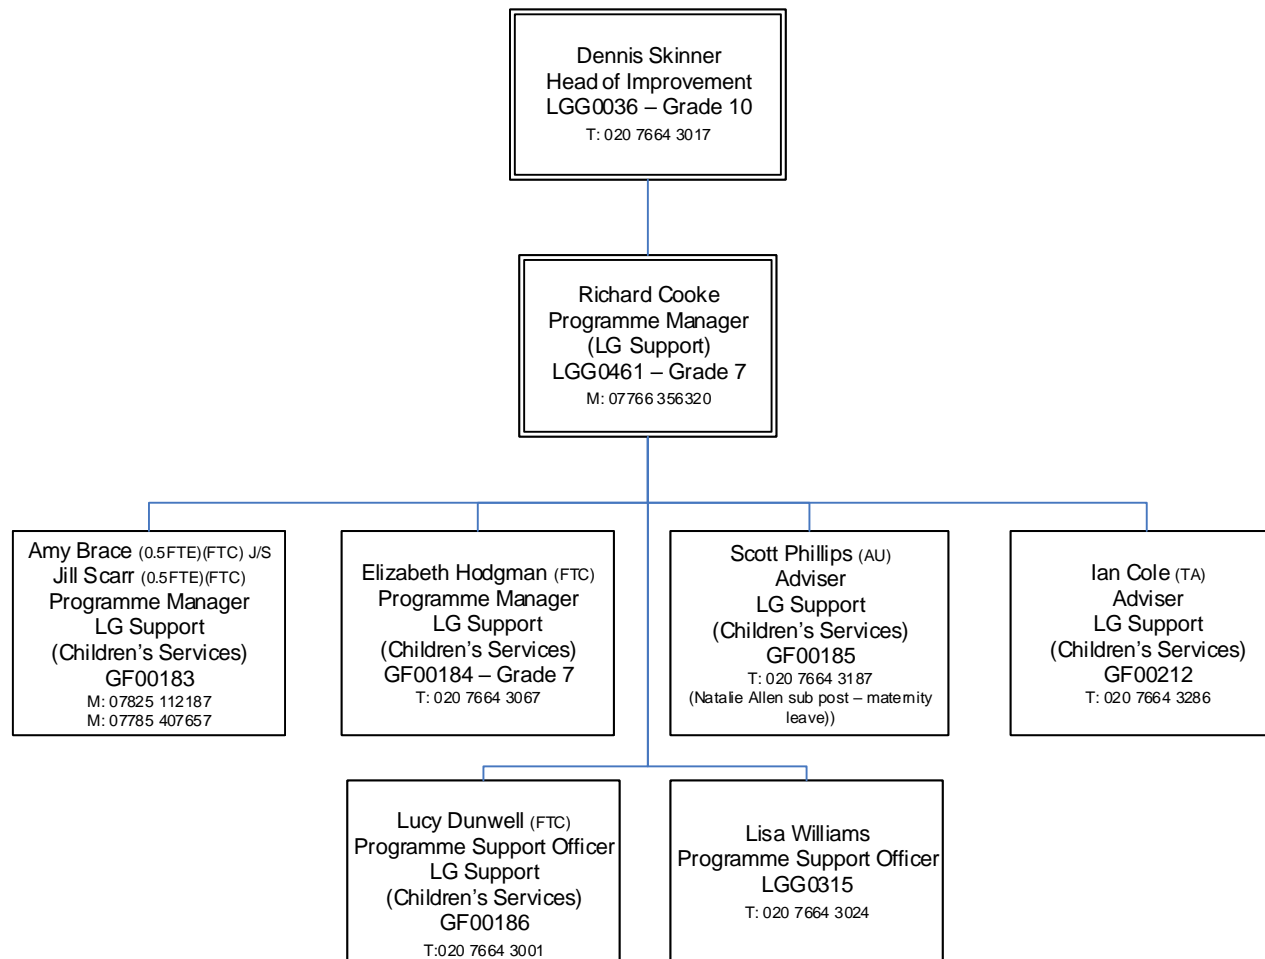 Dennis Skinner
Head of Improvement
LGG0036 – Grade 10
T: 020 7664 3017
Richard Cooke
Programme Manager
(LG Support)
LGG0461 – Grade 7
M: 07766 356320
Amy Brace (0.5FTE)(FTC) J/S
Jill Scarr (0.5FTE)(FTC)
Programme Manager
LG Support
(Children’s Services)
GF00183
M: 07825 112187
M: 07785 407657
Elizabeth Hodgman (FTC)
Programme Manager
LG Support
(Children’s Services)
GF00184 – Grade 7
T: 020 7664 3067
Scott Phillips (AU)
Adviser
LG Support
(Children’s Services)
GF00185
T: 020 7664 3187
(Natalie Allen sub post – maternity
leave))
Ian Cole (TA)
Adviser
LG Support
(Children’s Services)
GF00212
T: 020 7664 3286
Lucy Dunwell (FTC)
Programme Support Officer
LG Support
(Children’s Services)
GF00186
T:020 7664 3001
Lisa Williams
Programme Support Officer
LGG0315
T: 020 7664 3024